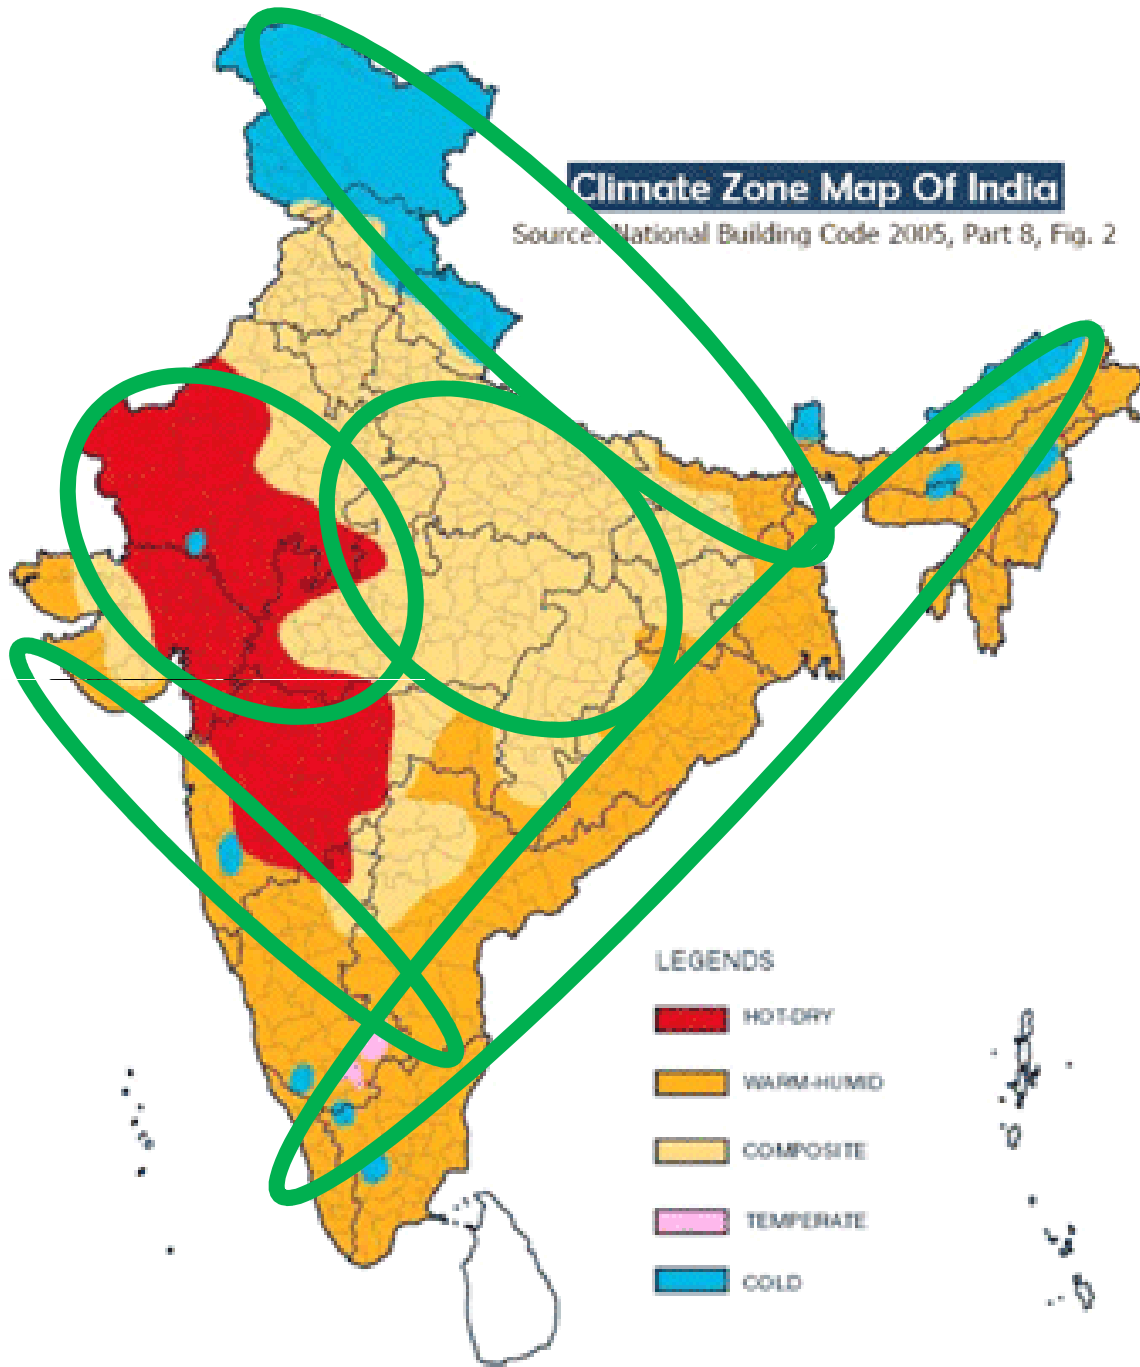 Climate Zone Map Of India
Source: National Building Code 2005, Part 8, Fig. 2
LEGENDS
HOT-DRY
WARM-HUMID
COMPOSITE
TEMPERATE
COLD